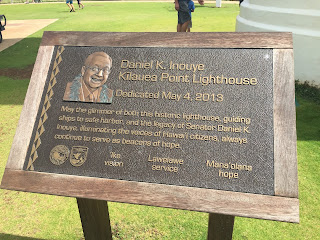 Daniel K. Inouye
Kilauea Point Lighthouse
Dedicated May 4, 2013
May the glimmer of both this historic lighthouse, guiding
ships to safe harbor, and the legacy of Senator Daniel K.
Inouye, illuminating the voices of Hawai'i citizens, always
continue to serve as beacons of hope.
Ike
vision
Lawelawe
service
Mana'olana
hope